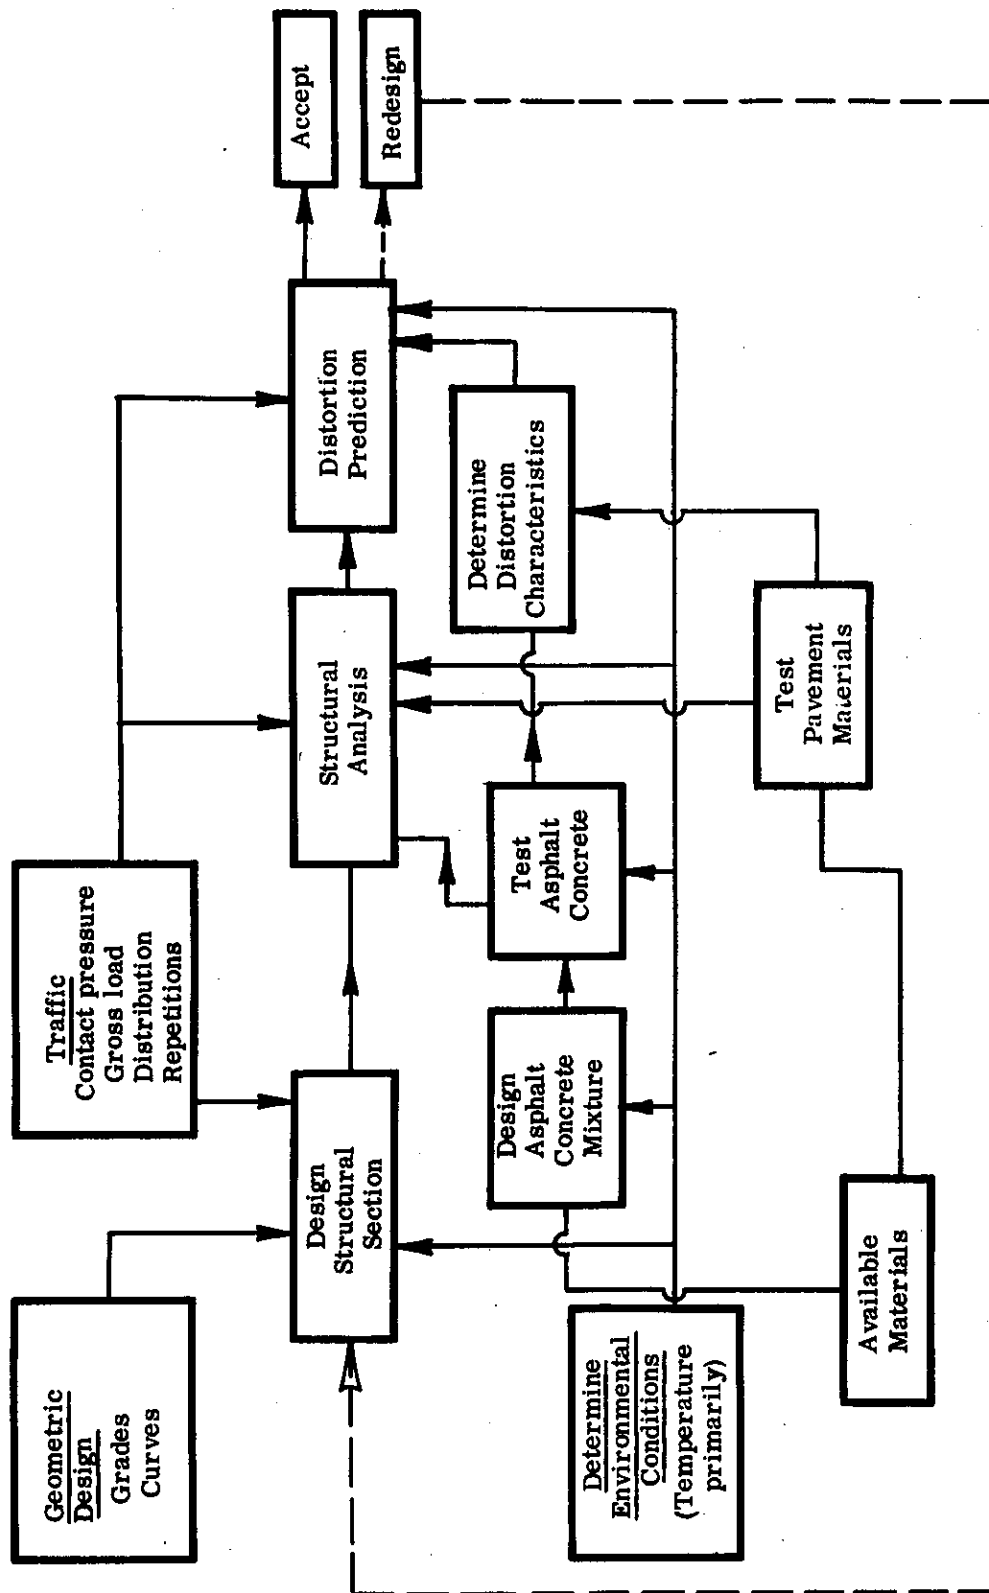 Geometric
Design
Grades
Curves
Traffic
Contact pressure
Gross load
Distribution
Repetitions
Design
Structural
Section
Structural
Analysis
Distortion
Prediction
Accept
Redesign
Design
Asphalt
Concrete
Mixture
Test
Asphalt
Concrete
Determine
Distortion
Characteristics
Determine
Environmental
Conditions
(Temperature
primarily)
Available
Materials
Test
Pavement
Materials